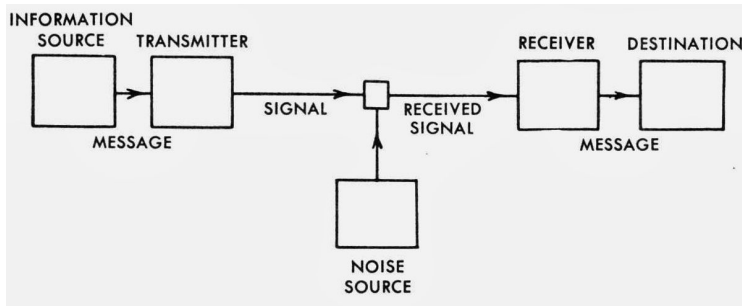 INFORMATION
SOURCE
TRANSMITTER
RECEIVER
DESTINATION
SIGNAL
RECEIVED
SIGNAL
MESSAGE
MESSAGE
NOISE
SOURCE